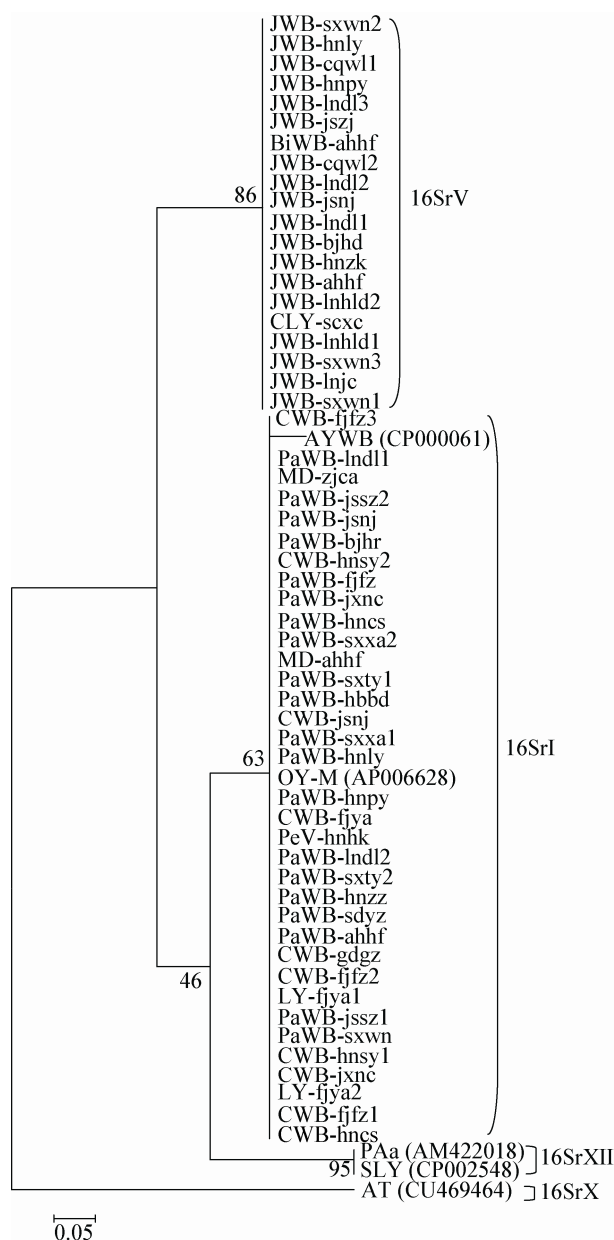 JWB-sxwn2
JWB-hnly
JWB-cqwl1
JWB-hnpy
JWB-lndl3
JWB-jszj
BiWB-ahhf
JWB-cqwl2
JWB-lndl2
86
JWB-jsnj
16SrV
JWB-lndl1
JWB-bjhd
JWB-hnzk
JWB-ahhf
JWB-lnhld2
CLY-scxc
JWB-lnhld1
JWB-sxwn3
JWB-lnjc
JWB-sxwn1
CWB-fjfz3
AYWB (CP000061)
PaWB-lndl1
MD-zjca
PaWB-jssz2
PaWB-jsnj
PaWB-bjhr
CWB-hnsy2
PaWB-fjfz
PaWB-jxnc
PaWB-hncs
PaWB-sxxa2
MD-ahhf
PaWB-sxty1
PaWB-hbbd
CWB-jsnj
PaWB-sxxa1
16SrI
63
PaWB-hnly
OY-M (AP006628)
PaWB-hnpy
CWB-fjya
PeV-hnhk
PaWB-lndl2
PaWB-sxty2
PaWB-hnzz
PaWB-sdyz
PaWB-ahhf
CWB-gdgz
46
CWB-fjfz2
LY-fjya1
PaWB-jssz1
PaWB-sxwn
CWB-hnsy1
CWB-jxnc
LY-fjya2
CWB-fjfz1
CWB-hncs
PAa (AM422018)
16SrXII
95
SLY (CP002548)
AT (CU469464)
16SrX
0.05